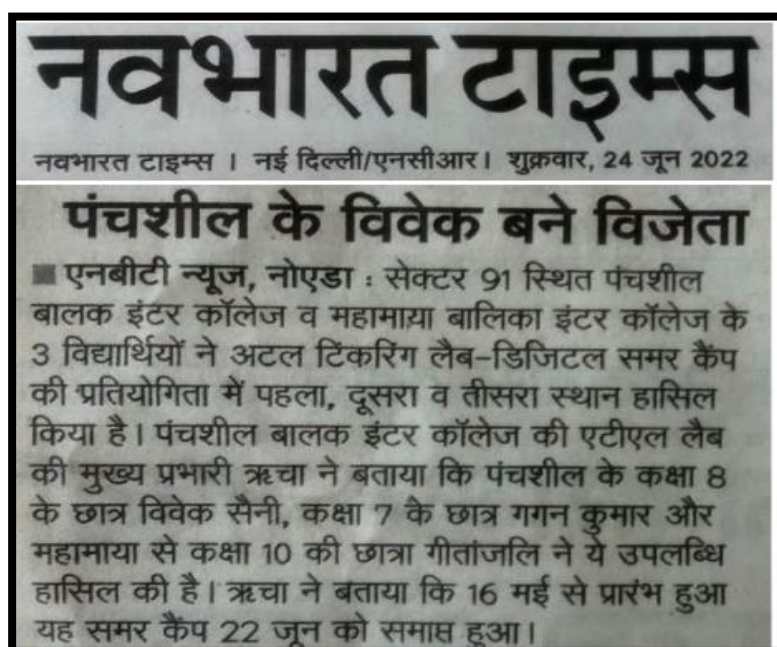 नवभारत टाइम्स
नवभारत टाइम्स । नई दिल्ली/एनसीआर। शुक्रवार, 24 जून 2022
पंचशील के विवेक बने विजेता
एनबीटी न्यूज, नोएडा : सेक्टर 91 स्थित पंचशील
बालक इंटर कॉलेज व महामाया बालिका इंटर कॉलेज के
3 विद्यार्थियों ने अटल टिंकरिंग लैब-डिजिटल समर कैंप
की प्रतियोगिता में पहला, दूसरा व तीसरा स्थान हासिल
किया है। पंचशील बालक इंटर कॉलेज की एटीएल लैब
की मुख्य प्रभारी ऋचा ने बताया कि पंचशील के कक्षा 8
के छात्र विवेक सैनी, कक्षा 7 के छात्र गगन कुमार और
महामाया से कक्षा 10 की छात्रा गीतांजलि ने ये उपलब्धि
हासिल की है। ऋचा ने बताया कि 16 मई से प्रारंभ हुआ
यह समर कैंप 22 जून को समाप्त हुआ।